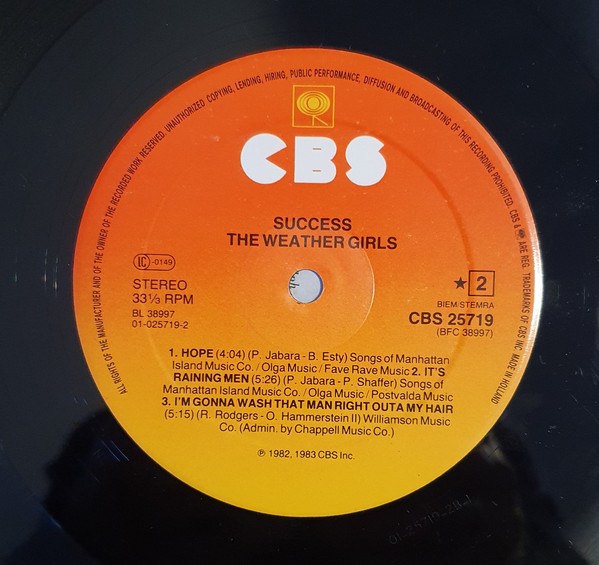 ALL RIGHTS OF THE MANUFACTURER AND OF THE OWNER OF THE RECORDED WORK RESERVED. UNAUTHORIZED COPYING, LENDING, HIRING, PUBLIC PERFORMANCE, DIFFUSION AND BROADCASTING OF THIS RECORDING PROHIBITED. CBS & ARE REG. TRADEMARKS OF CBS INC. MADE IN HOLLAND
CBS
SUCCESS
THE WEATHER GIRLS
IC -0149
STEREO
33⅓ RPM
BL 38997
01-025719-2
★ 2
BIEM/STEMRA
CBS 25719
(BFC 38997)
1. HOPE (4:04) (P. Jabara - B. Esty) Songs of Manhattan
Island Music Co. / Olga Music / Fave Rave Music 2. IT'S
RAINING MEN (5:26) (P. Jabara - P. Shaffer) Songs of
Manhattan Island Music Co. / Olga Music / Postvalda Music
3. I'M GONNA WASH THAT MAN RIGHT OUTA MY HAIR
(5:15) (R. Rodgers - O. Hammerstein II) Williamson Music
Co. (Admin. by Chappell Music Co.)
℗ 1982, 1983 CBS Inc.